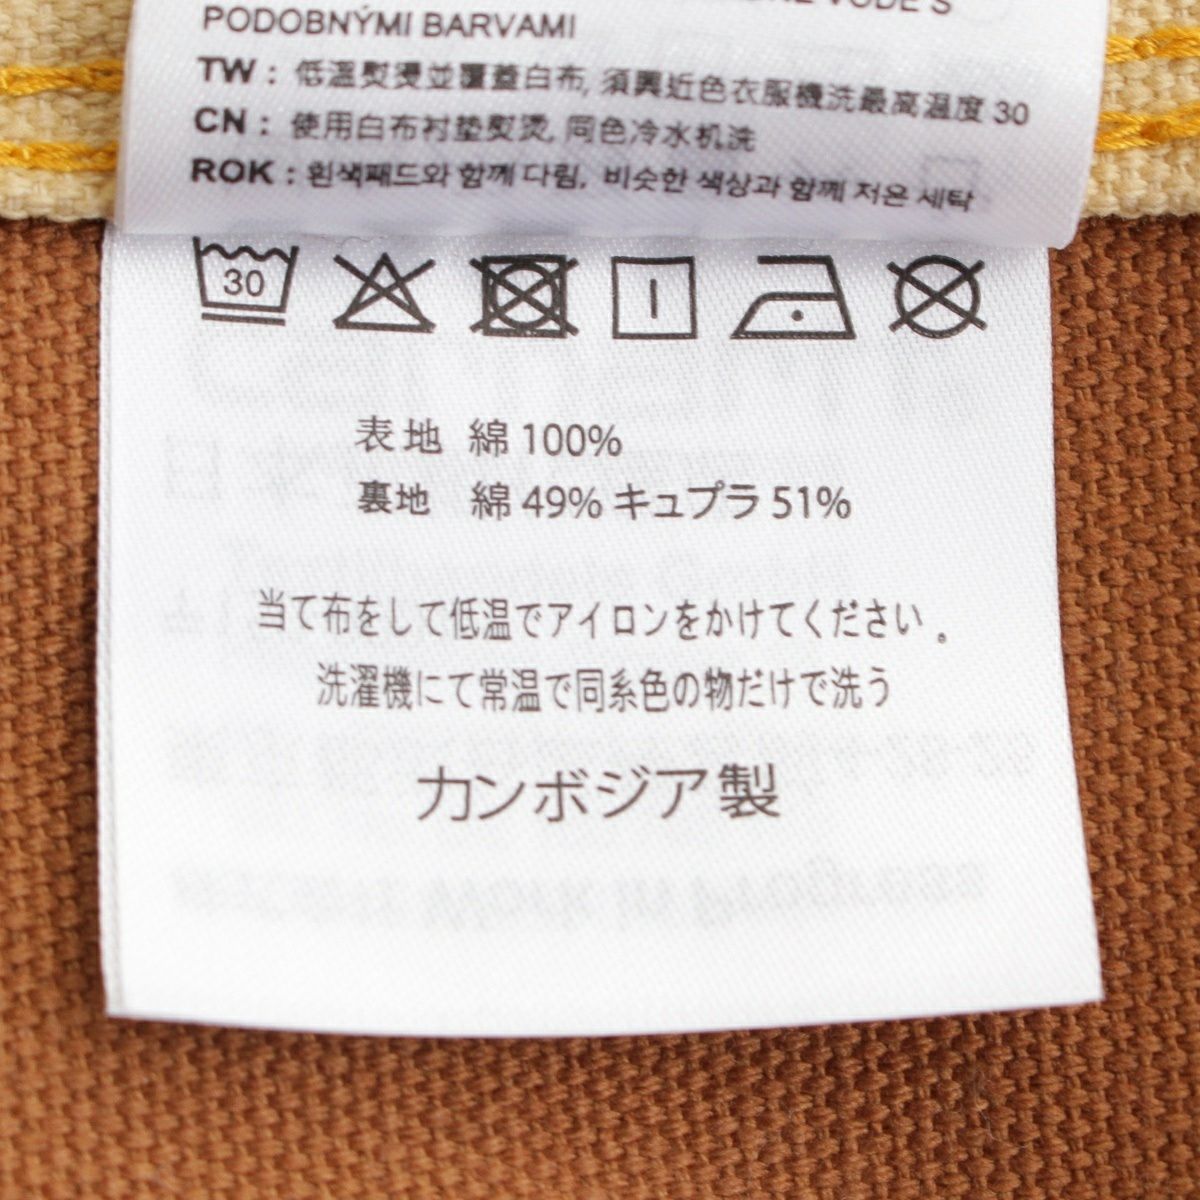 VODĚ S
PODOBNÝMI BARVAMI
TW : 低溫熨燙並覆蓋白布, 須與近色衣服機洗最高溫度 30
CN : 使用白布衬垫熨烫, 同色冷水机洗
ROK : 흰색패드와 함께 다림, 비슷한 색상과 함께 저온 세탁
30
表地 綿 100%
裏地 綿 49% キュプラ 51%
当て布をして低温でアイロンをかけてください。
洗濯機にて常温で同系色の物だけで洗う
カンボジア製